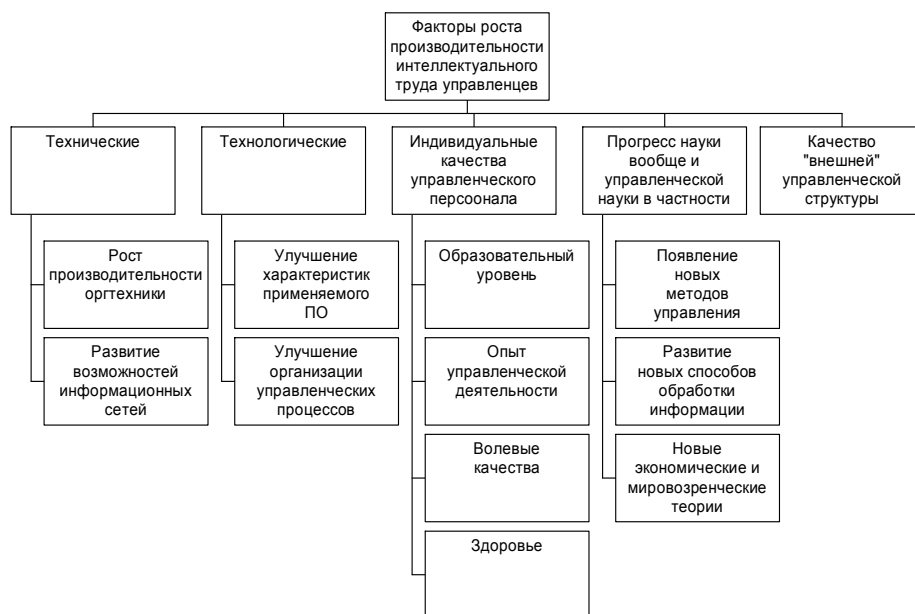 Факторы роста
производительности
интеллектуального
труда управленцев
Технические
Технологические
Индивидуальные
качества
управленческого
персоонала
Прогресс науки
вообще и
управленческой
науки в частности
Качество
"внешней"
управленческой
структуры
Рост
производительности
оргтехники
Развитие
возможностей
информационных
сетей
Улучшение
характеристик
применяемого
ПО
Улучшение
организации
управленческих
процессов
Образовательный
уровень
Опыт
управленческой
деятельности
Волевые
качества
Здоровье
Появление
новых
методов
управления
Развитие
новых способов
обработки
информации
Новые
экономические и
мировозренческие
теории